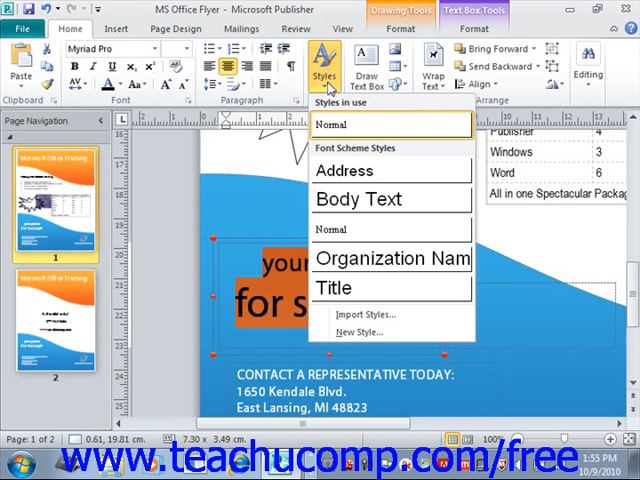 MS Office Flyer - Microsoft Publisher
Drawing Tools
Text Box Tools
File
Home
Insert
Page Design
Mailings
Review
View
Format
Format
Myriad Pro
Paste
Styles
Draw
Text Box
Wrap
Text
Bring Forward
Send Backward
Align
Editing
Clipboard
Font
Paragraph
Arrange
Page Navigation
Styles in use
Normal
Font Scheme Styles
Address
Body Text
Normal
Organization Nam
Title
Import Styles...
New Style...
Publisher 4
Windows 3
Word 6
All in one Spectacular Packag
your
for s
CONTACT A REPRESENTATIVE TODAY:
1650 Kendale Blvd.
East Lansing, MI 48823
1
2
Page: 1 of 2
0.61, 19.81 cm.
7.30 x 3.49 cm.
100%
www.teachucomp.com/free
1:55 PM
10/9/2010